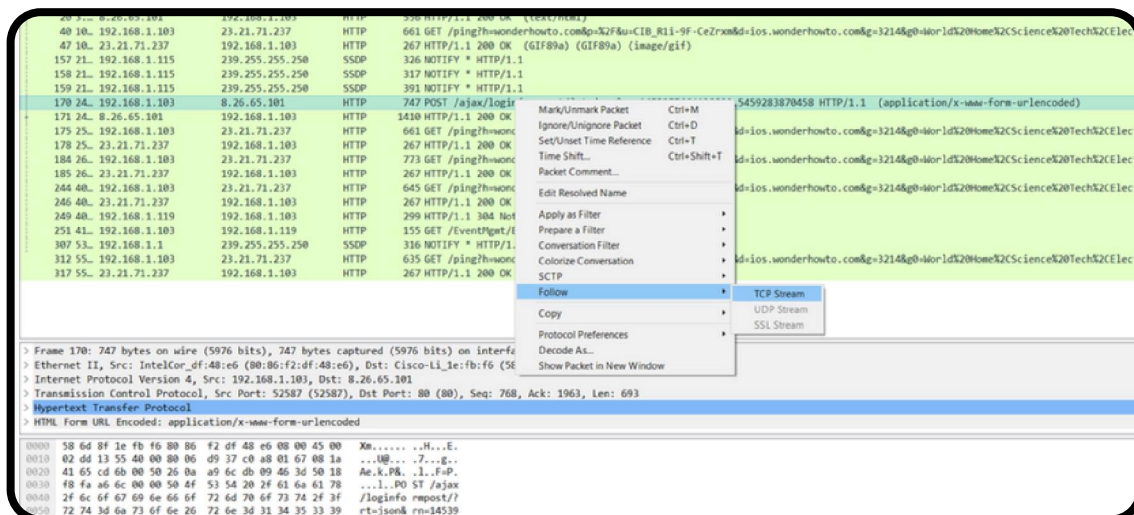 20 3... 8.26.65.101 192.168.1.103 HTTP 556 HTTP/1.1 200 OK (text/html)
40 10… 192.168.1.103 23.21.71.237 HTTP 661 GET /ping?h=wonderhowto.com&p=%2F&u=CIB_R1i-9F-CeZrxm&d=ios.wonderhowto.com&g=3214&g0=World%20Home%2CScience%20Tech%2CElec
47 10… 23.21.71.237 192.168.1.103 HTTP 267 HTTP/1.1 200 OK (GIF89a) (GIF89a) (image/gif)
157 21… 192.168.1.115 239.255.255.250 SSDP 326 NOTIFY * HTTP/1.1
158 21… 192.168.1.115 239.255.255.250 SSDP 317 NOTIFY * HTTP/1.1
159 21… 192.168.1.115 239.255.255.250 SSDP 391 NOTIFY * HTTP/1.1
170 24… 192.168.1.103 8.26.65.101 HTTP 747 POST /ajax/login .5459283870458 HTTP/1.1 (application/x-www-form-urlencoded)
171 24… 8.26.65.101 192.168.1.103 HTTP 1410 HTTP/1.1 200 OK
175 25… 192.168.1.103 23.21.71.237 HTTP 661 GET /ping?h=wond &d=ios.wonderhowto.com&g=3214&g0=World%20Home%2CScience%20Tech%2CElec
178 25… 23.21.71.237 192.168.1.103 HTTP 267 HTTP/1.1 200 OK
184 26… 192.168.1.103 23.21.71.237 HTTP 773 GET /ping?h=wond &d=ios.wonderhowto.com&g=3214&g0=World%20Home%2CScience%20Tech%2CElec
185 26… 23.21.71.237 192.168.1.103 HTTP 267 HTTP/1.1 200 OK
244 40… 192.168.1.103 23.21.71.237 HTTP 645 GET /ping?h=wond &d=ios.wonderhowto.com&g=3214&g0=World%20Home%2CScience%20Tech%2CElec
246 40… 23.21.71.237 192.168.1.103 HTTP 267 HTTP/1.1 200 OK
249 40… 192.168.1.119 192.168.1.103 HTTP 299 HTTP/1.1 304 Not
251 41… 192.168.1.103 192.168.1.119 HTTP 155 GET /EventMgmt/E
307 53… 192.168.1.1 239.255.255.250 SSDP 316 NOTIFY * HTTP/1.
312 55… 192.168.1.103 23.21.71.237 HTTP 635 GET /ping?h=wond &d=ios.wonderhowto.com&g=3214&g0=World%20Home%2CScience%20Tech%2CElec
317 55… 23.21.71.237 192.168.1.103 HTTP 267 HTTP/1.1 200 OK
Mark/Unmark Packet Ctrl+M
Ignore/Unignore Packet Ctrl+D
Set/Unset Time Reference Ctrl+T
Time Shift... Ctrl+Shift+T
Packet Comment...
Edit Resolved Name
Apply as Filter
Prepare a Filter
Conversation Filter
Colorize Conversation
SCTP
Follow
TCP Stream
UDP Stream
SSL Stream
Copy
Protocol Preferences
Decode As...
Show Packet in New Window
> Frame 170: 747 bytes on wire (5976 bits), 747 bytes captured (5976 bits) on interfa
> Ethernet II, Src: IntelCor_df:48:e6 (80:86:f2:df:48:e6), Dst: Cisco-Li_1e:fb:f6 (58
> Internet Protocol Version 4, Src: 192.168.1.103, Dst: 8.26.65.101
> Transmission Control Protocol, Src Port: 52587 (52587), Dst Port: 80 (80), Seq: 768, Ack: 1963, Len: 693
> Hypertext Transfer Protocol
> HTML Form URL Encoded: application/x-www-form-urlencoded
0000 58 6d 8f 1e fb f6 80 86 f2 df 48 e6 08 00 45 00 Xm...... ..H...E.
0010 02 dd 13 55 40 00 80 06 d9 37 c0 a8 01 67 08 1a ...U@... .7...g..
0020 41 65 cd 6b 00 50 26 0a a9 6c db 09 46 3d 50 18 Ae.k.P&. .l..F=P.
0030 f8 fa a6 6c 00 00 50 4f 53 54 20 2f 61 6a 61 78 ...l..PO ST /ajax
0040 2f 6c 6f 67 69 6e 66 6f 72 6d 70 6f 73 74 2f 3f /loginfo rmpost/?
0050 72 74 3d 6a 73 6f 6e 26 72 6e 3d 31 34 35 33 39 rt=json& rn=14539